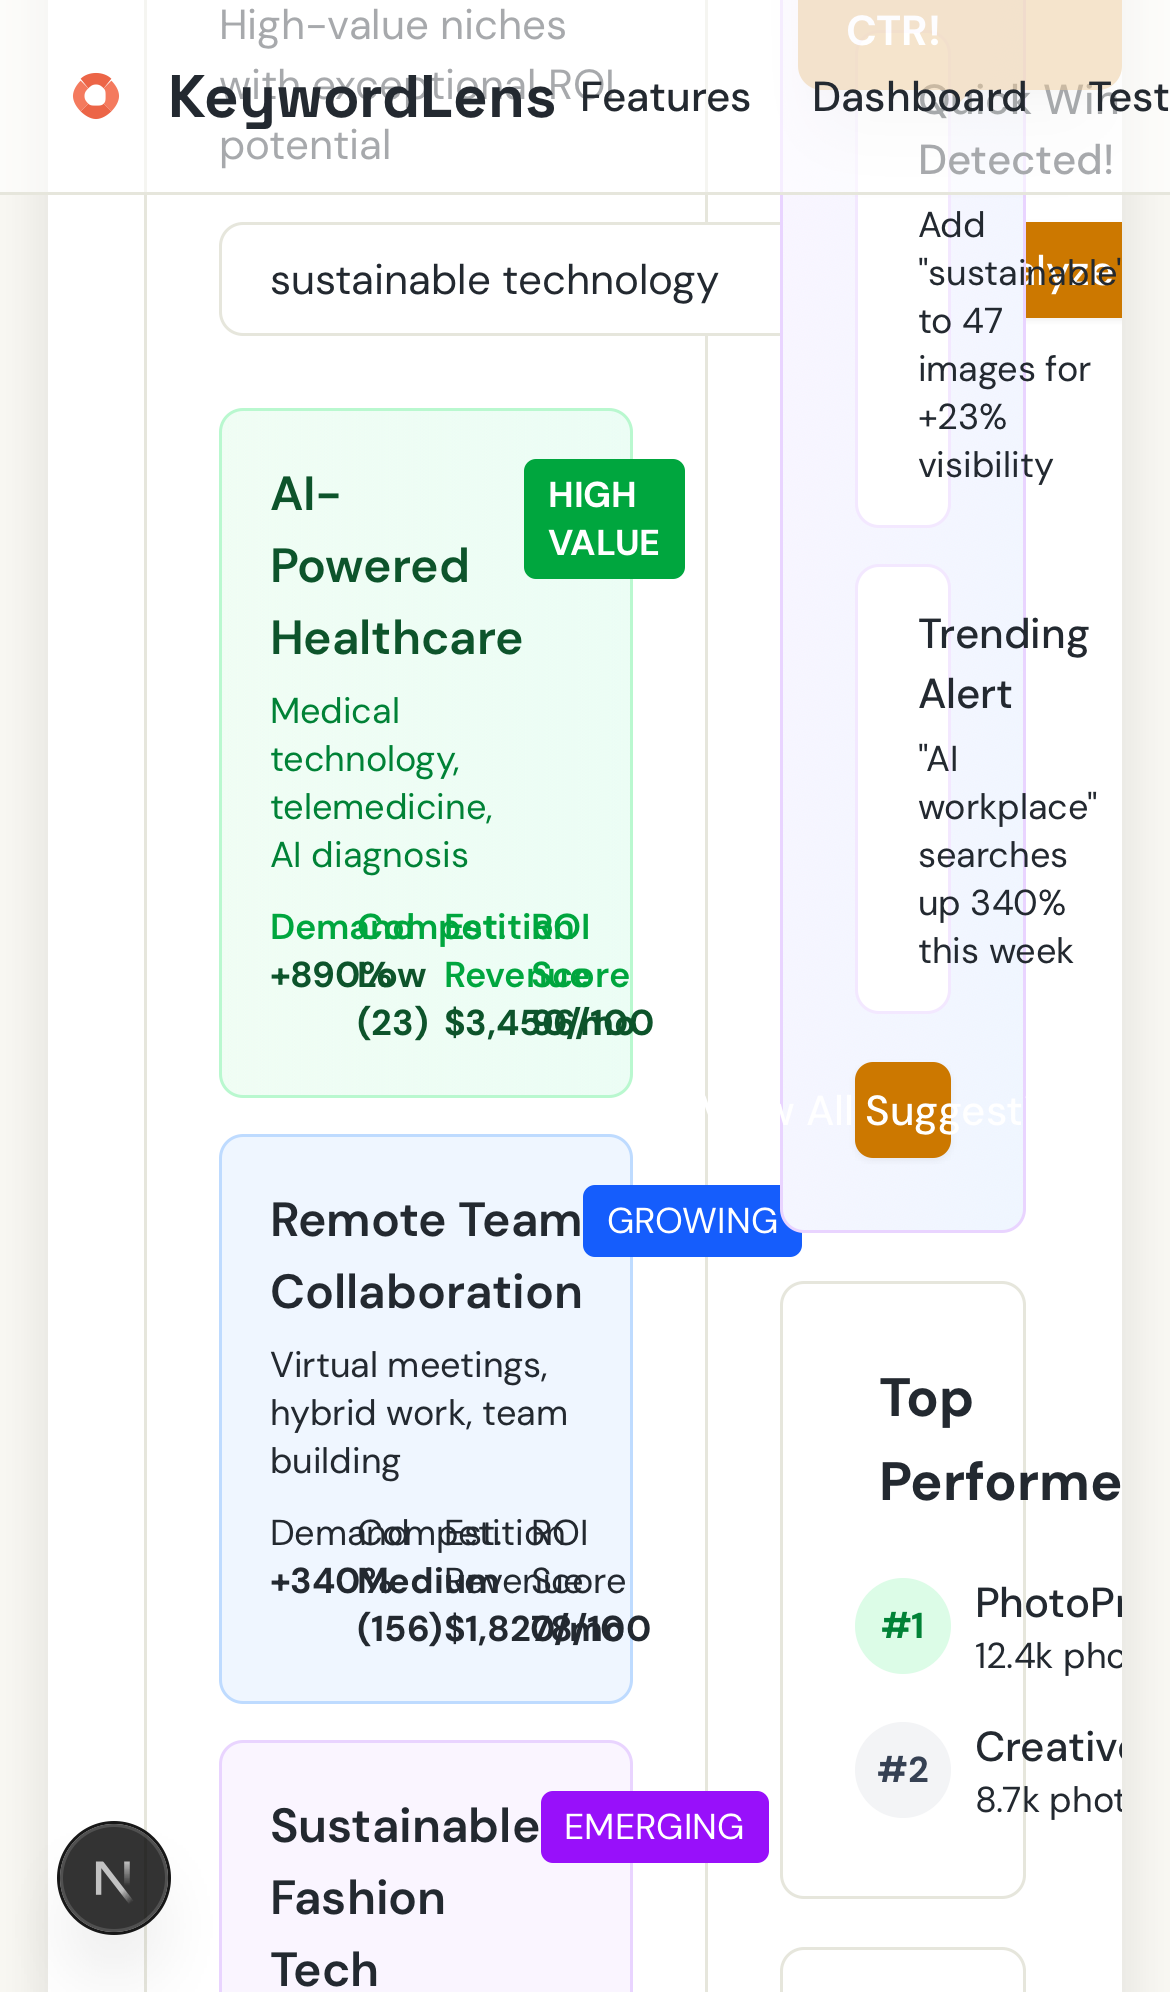 High-value niches
with exceptional ROI
potential
KeywordLens
Features
Dashboard
Test
sustainable technology
AI-
Powered
Healthcare
HIGH
VALUE
Medical
technology,
telemedicine,
AI diagnosis
Demand
+890%
Competition
Low
(23)
Est.
Revenue
$3,450/mo
ROI
Score
96/100
Remote Team
Collaboration
GROWING
Virtual meetings,
hybrid work, team
building
Demand
+340%
Competition
Medium
(156)
Est.
Revenue
$1,820/mo
ROI
Score
78/100
Sustainable
Fashion
Tech
EMERGING
CTR!
Quick Win
Detected!
Add
"sustainable"
to 47
images for
+23%
visibility
Trending
Alert
"AI
workplace"
searches
up 340%
this week
All Suggest
Top
Performe
#1
PhotoPr
12.4k pho
#2
Creative
8.7k phot